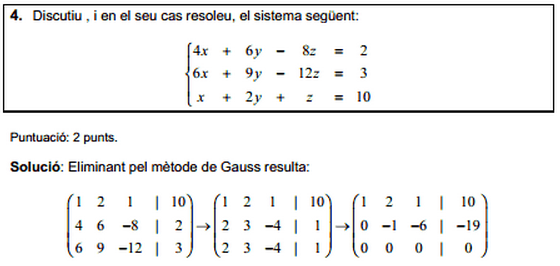 4. Discutiu , i en el seu cas resoleu, el sistema següent:
4x + 6y − 8z = 2
6x + 9y − 12z = 3
x + 2y + z = 10
Puntuació: 2 punts.
Solució: Eliminant pel mètode de Gauss resulta:
(1 2 1 | 10) (1 2 1 | 10) (1 2 1 | 10)
(4 6 −8 | 2) → (2 3 −4 | 1) → (0 −1 −6 | −19)
(6 9 −12 | 3) (2 3 −4 | 1) (0 0 0 | 0)